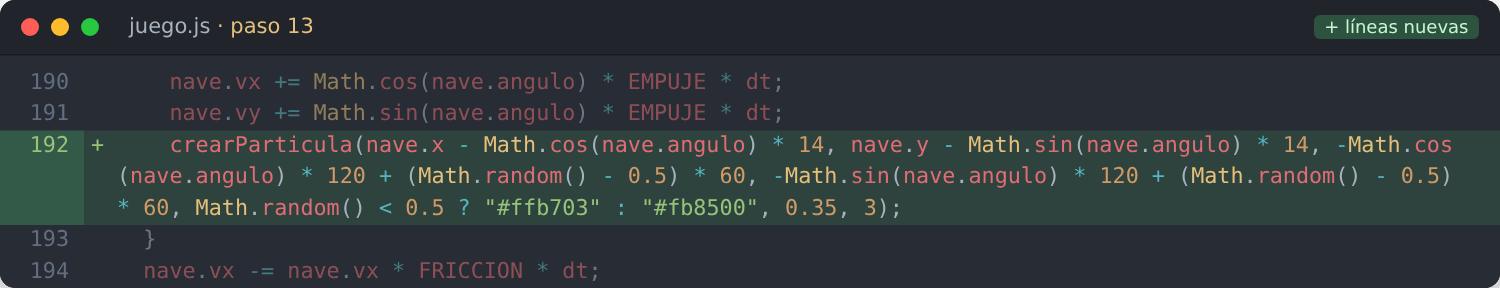 juego.js · paso 13
+ líneas nuevas
190 nave.vx += Math.cos(nave.angulo) * EMPUJE * dt;
191 nave.vy += Math.sin(nave.angulo) * EMPUJE * dt;
192 + crearParticula(nave.x - Math.cos(nave.angulo) * 14, nave.y - Math.sin(nave.angulo) * 14, -Math.cos
(nave.angulo) * 120 + (Math.random() - 0.5) * 60, -Math.sin(nave.angulo) * 120 + (Math.random() - 0.5)
* 60, Math.random() < 0.5 ? "#ffb703" : "#fb8500", 0.35, 3);
193 }
194 nave.vx -= nave.vx * FRICCION * dt;